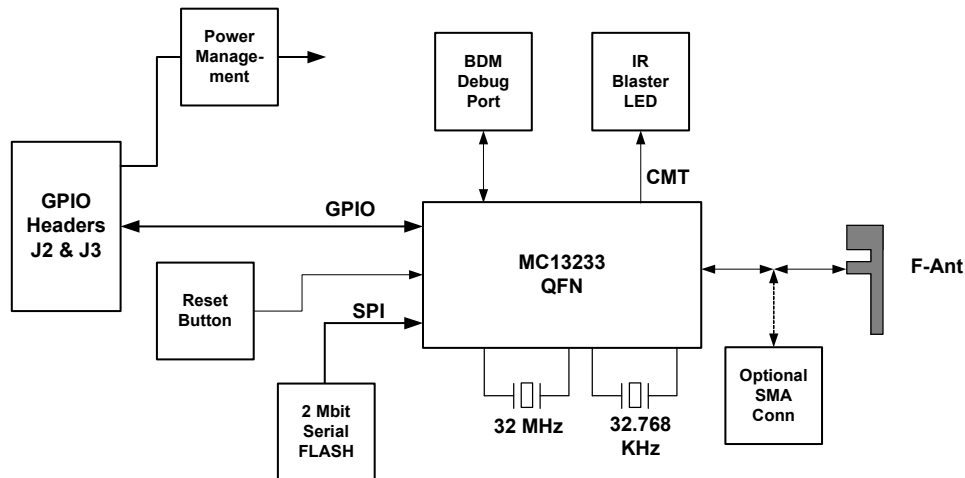 Power
Manage-
ment
BDM
Debug
Port
IR
Blaster
LED
CMT
GPIO
Headers
J2 & J3
GPIO
MC13233
QFN
F-Ant
Reset
Button
SPI
2 Mbit
Serial
FLASH
32 MHz
32.768
KHz
Optional
SMA
Conn